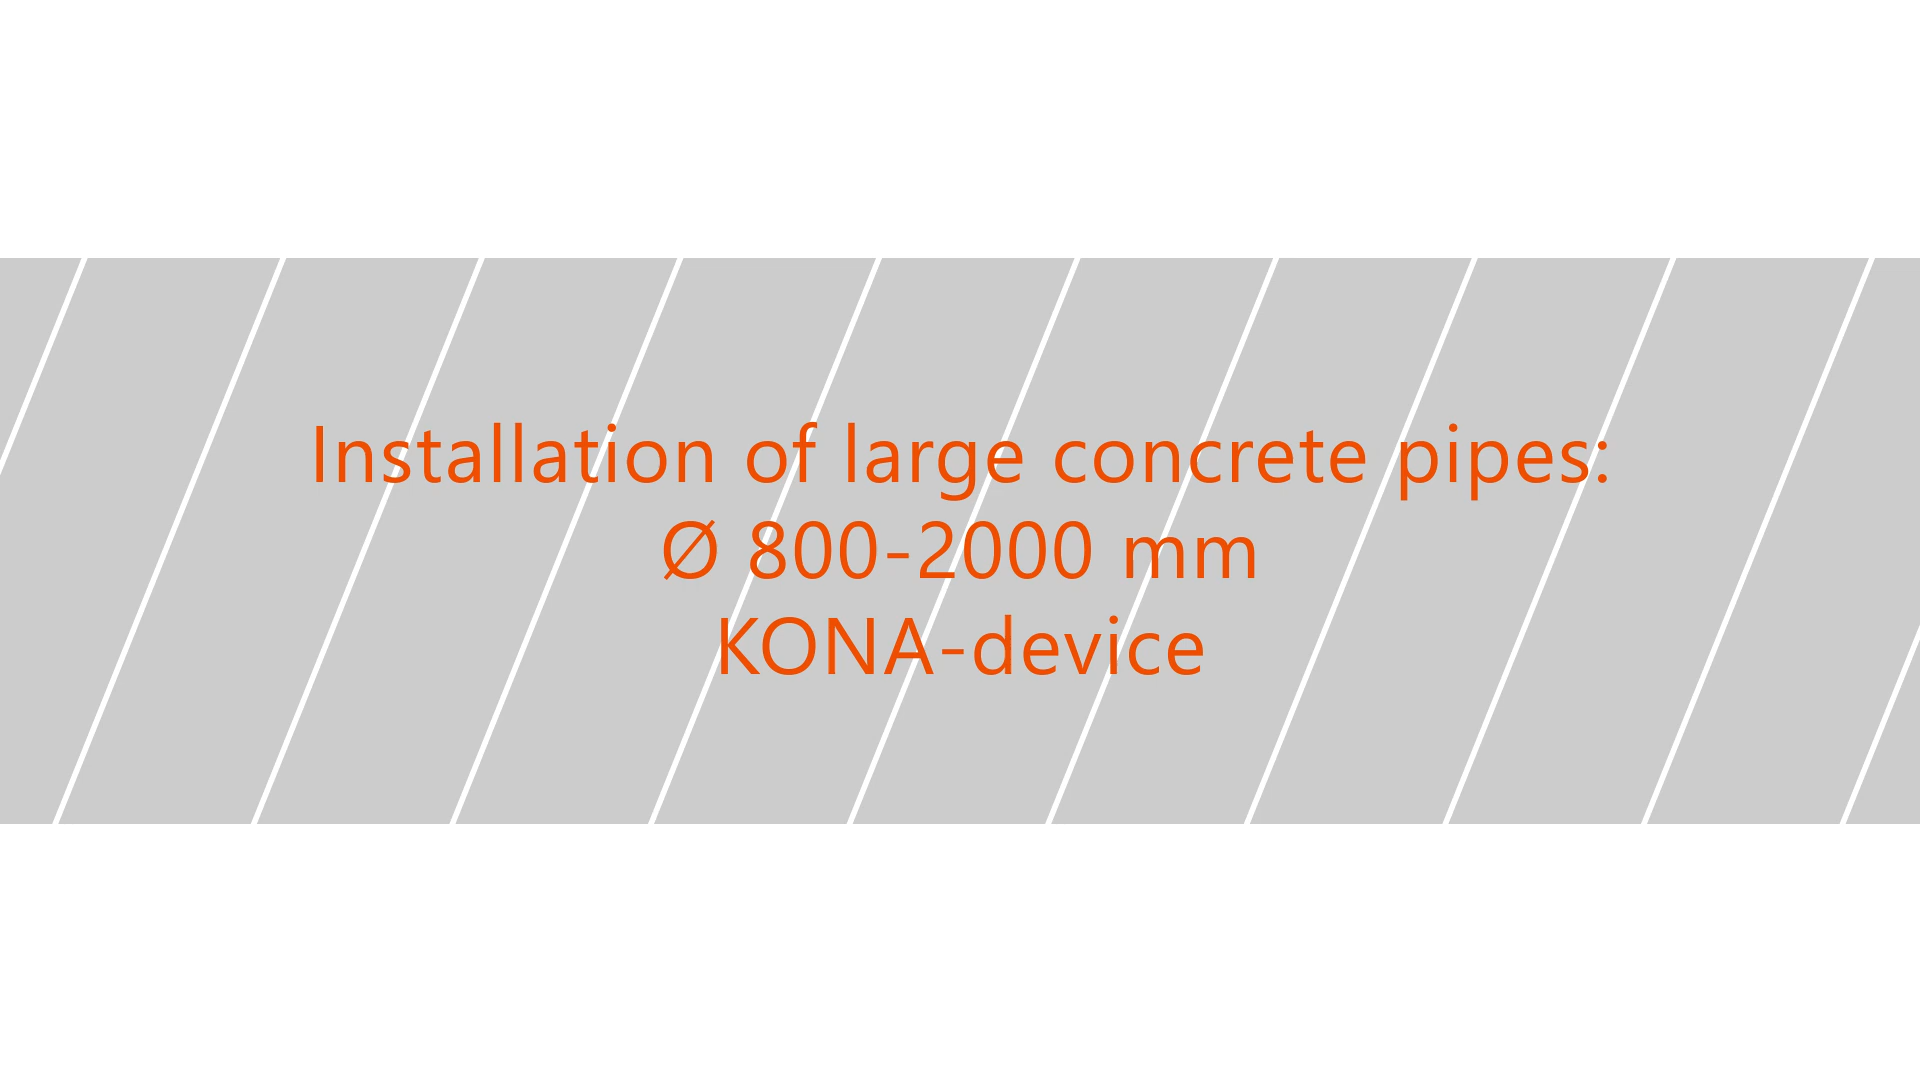 Installation of large concrete pipes:
Ø 800-2000 mm
KONA-device